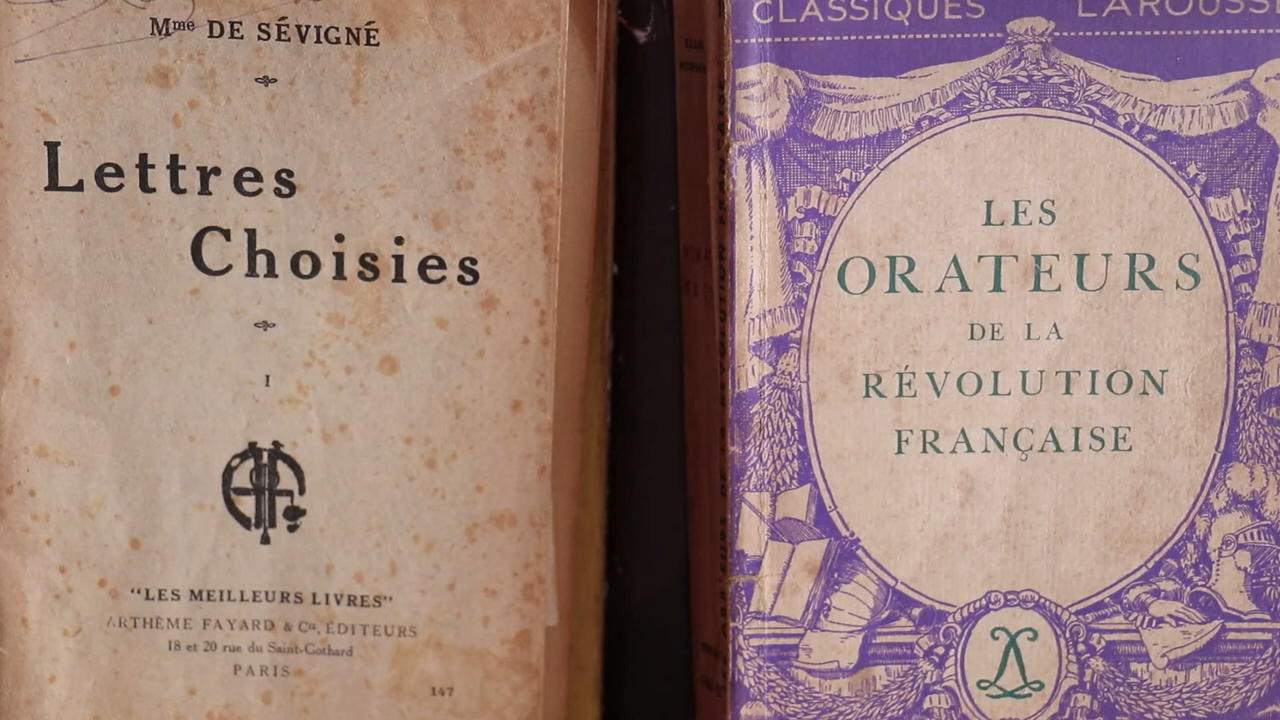 Mme DE SÉVIGNÉ
Lettres
Choisies
I
"LES MEILLEURS LIVRES"
ARTHÈME FAYARD & Cie, ÉDITEURS
18 et 20 rue du Saint-Gothard
PARIS
147
CLASSIQUES LAROUSSE
LES
ORATEURS
DE LA
RÉVOLUTION
FRANÇAISE